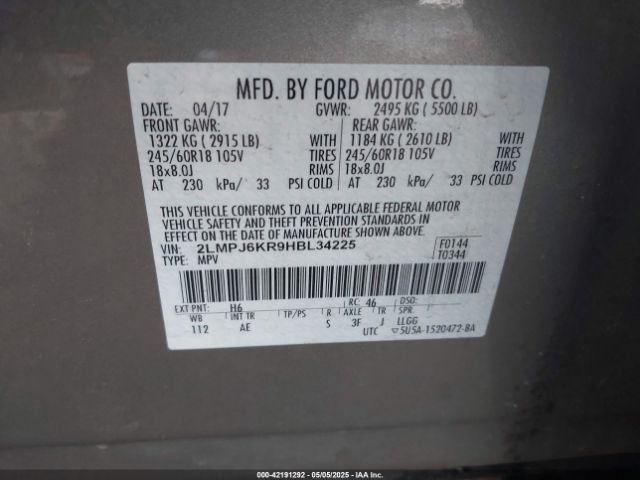 MFD. BY FORD MOTOR CO.
DATE: 04/17 GVWR: 2495 KG ( 5500 LB)
FRONT GAWR: REAR GAWR:
1322 KG ( 2915 LB) WITH 1184 KG ( 2610 LB) WITH
245/60R18 105V TIRES 245/60R18 105V TIRES
18x8.0J RIMS 18x8.0J RIMS
AT 230 kPa/ 33 PSI COLD AT 230 kPa/ 33 PSI COLD
THIS VEHICLE CONFORMS TO ALL APPLICABLE FEDERAL MOTOR
VEHICLE SAFETY AND THEFT PREVENTION STANDARDS IN
EFFECT ON THE DATE OF MANUFACTURE SHOWN ABOVE.
VIN: 2LMPJ6KR9HBL34225 F0144
TYPE: MPV T0344
EXT PNT: H6 RC: 46 DSO:
WB INT TR TP/PS R AXLE TR SPR
112 AE S 3F J LLGG
UTC 5U5A-1520472-BA
000-42191292 - 05/05/2025 - IAAI.CA